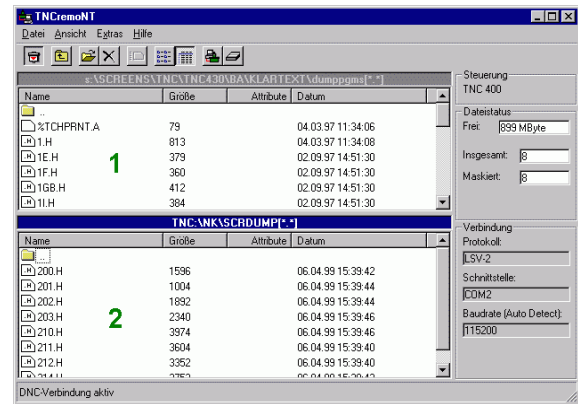 TNCremoNT
Datei Ansicht Extras Hilfe
s:\SCREENS\TNC\TNC430\BA\KLARTEXT\dumppgms[*.*]
Name Größe Attribute Datum
..
%TCHPRNT.A 79 04.03.97 11:34:06
1.H 813 04.03.97 11:34:08
1E.H 379 02.09.97 14:51:30
1F.H 360 02.09.97 14:51:30
1GB.H 412 02.09.97 14:51:30
1I.H 384 02.09.97 14:51:30
1
TNC:\NK\SCRDUMP[*.*]
Name Größe Attribute Datum
..
200.H 1596 06.04.99 15:39:42
201.H 1004 06.04.99 15:39:44
202.H 1892 06.04.99 15:39:44
203.H 2340 06.04.99 15:39:46
210.H 3974 06.04.99 15:39:46
211.H 3604 06.04.99 15:39:40
212.H 3352 06.04.99 15:39:40
2
Steuerung
TNC 400
Dateistatus
Frei: 899 MByte
Insgesamt: 8
Maskiert: 8
Verbindung
Protokoll:
LSV-2
Schnittstelle:
COM2
Baudrate (Auto Detect):
115200
DNC-Verbindung aktiv